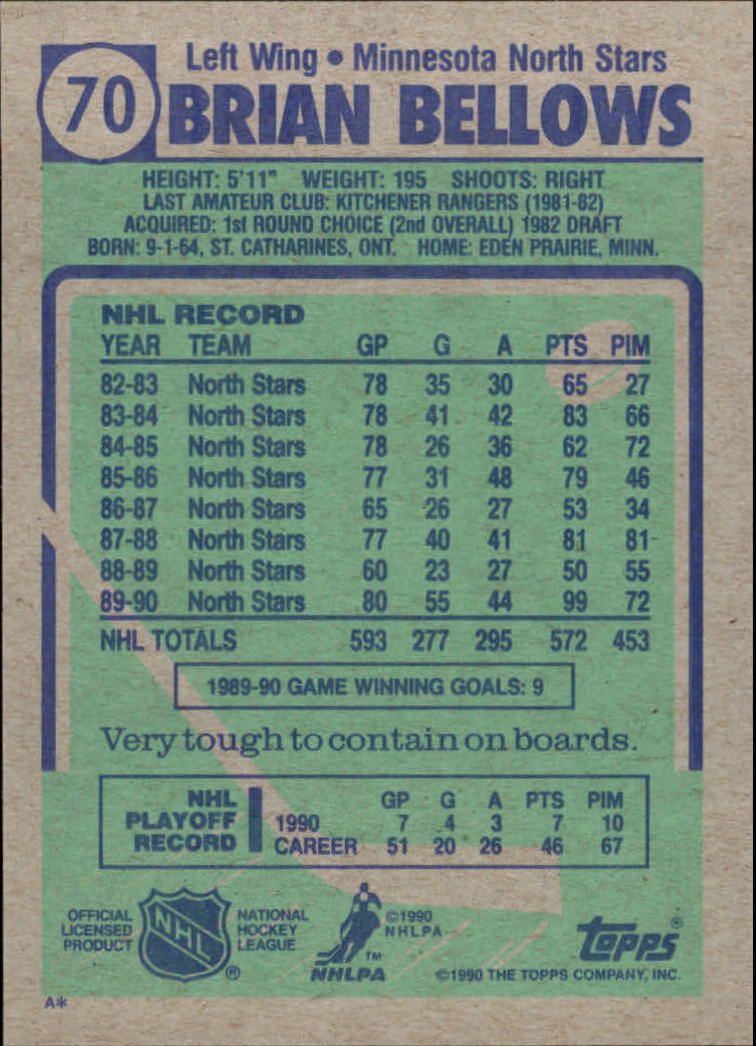 70
Left Wing • Minnesota North Stars
BRIAN BELLOWS
HEIGHT: 5'11" WEIGHT: 195 SHOOTS: RIGHT
LAST AMATEUR CLUB: KITCHENER RANGERS (1981-82)
ACQUIRED: 1st ROUND CHOICE (2nd OVERALL) 1982 DRAFT
BORN: 9-1-64, ST. CATHARINES, ONT. HOME: EDEN PRAIRIE, MINN.
NHL RECORD
YEAR TEAM GP G A PTS PIM
82-83 North Stars 78 35 30 65 27
83-84 North Stars 78 41 42 83 66
84-85 North Stars 78 26 36 62 72
85-86 North Stars 77 31 48 79 46
86-87 North Stars 65 26 27 53 34
87-88 North Stars 77 40 41 81 81
88-89 North Stars 60 23 27 50 55
89-90 North Stars 80 55 44 99 72
NHL TOTALS 593 277 295 572 453
1989-90 GAME WINNING GOALS: 9
Very tough to contain on boards.
NHL PLAYOFF RECORD
GP G A PTS PIM
1990 7 4 3 7 10
CAREER 51 20 26 46 67
OFFICIAL
LICENSED
PRODUCT
NHL
®
NATIONAL
HOCKEY
LEAGUE
©1990
NHLPA
TM
NHLPA
topps®
©1990 THE TOPPS COMPANY, INC.
A*